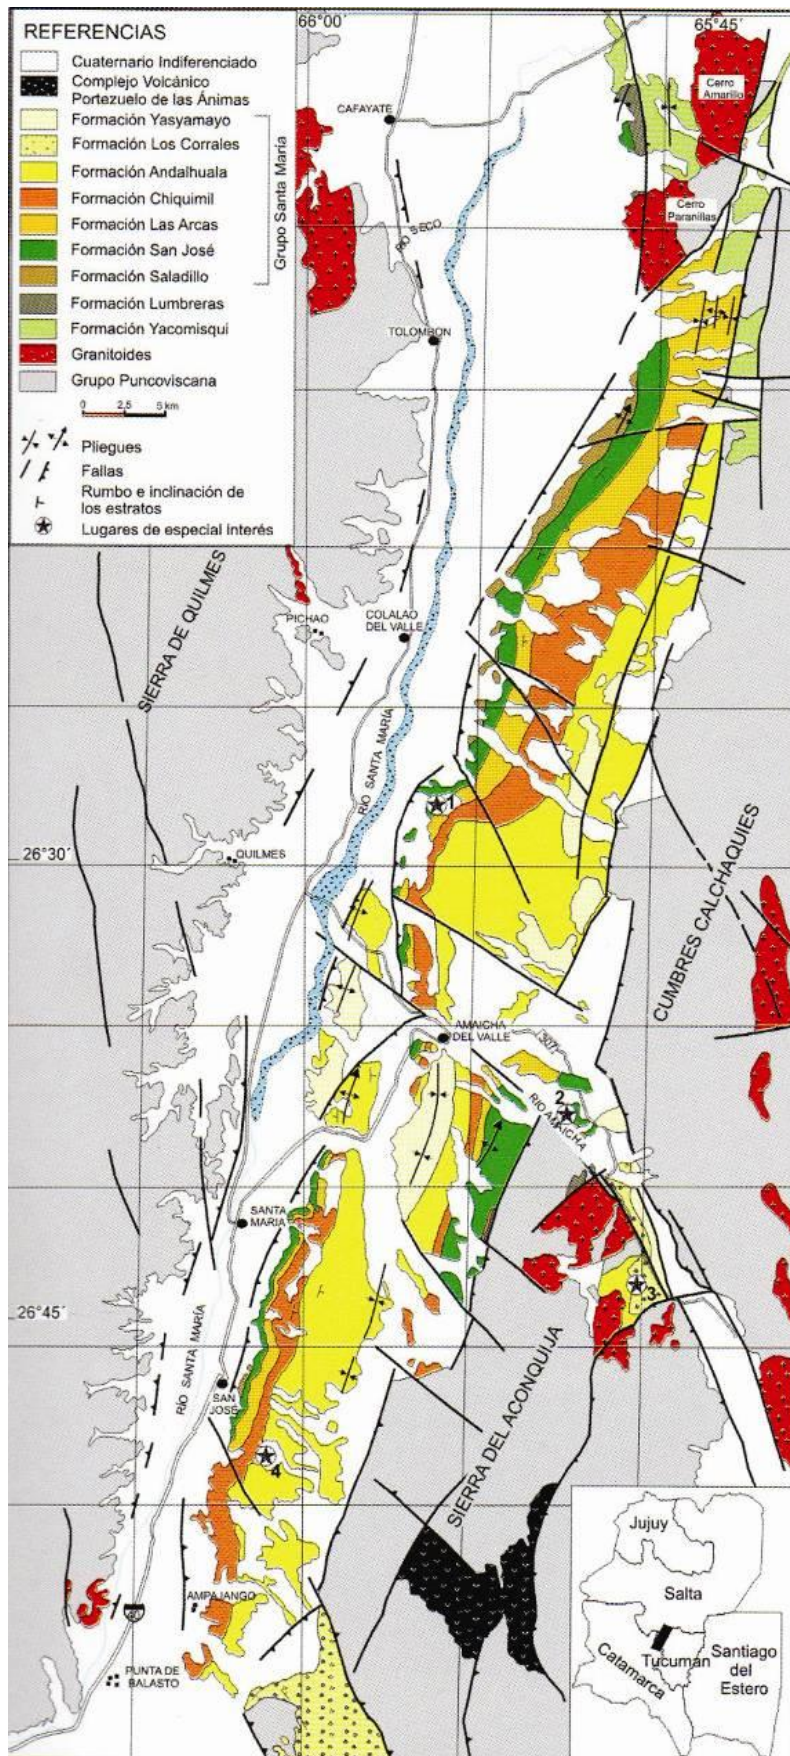 66°00´
65°45´
REFERENCIAS
Cuaternario Indiferenciado
Complejo Volcánico
Portezuelo de las Ánimas
Formación Yasyamayo
Formación Los Corrales
Formación Andalhuala
Formación Chiquimil
Formación Las Arcas
Formación San José
Formación Saladillo
Grupo Santa María
Formación Lumbreras
Formación Yacomisqui
Granitoides
Grupo Puncoviscana
0 2,5 5 km
Pliegues
Fallas
Rumbo e inclinación de
los estratos
Lugares de especial interés
CAFAYATE
Cerro
Amarillo
Cerro
Paranillas
RÍO SECO
TOLOMBON
SIERRA DE QUILMES
PICHAO
COLALAO
DEL VALLE
RÍO SANTA MARÍA
1
26°30´
QUILMES
CUMBRES CALCHAQUIES
AMAICHA
DEL VALLE
307
2
RIO AMAICHA
SANTA
MARIA
3
26°45´
RÍO SANTA MARÍA
SAN
JOSÉ
4
SIERRA DEL ACONQUIJA
AMPAJANGO
40
PUNTA DE
BALASTO
Jujuy
Salta
Tucumán
Catamarca
Santiago
del
Estero